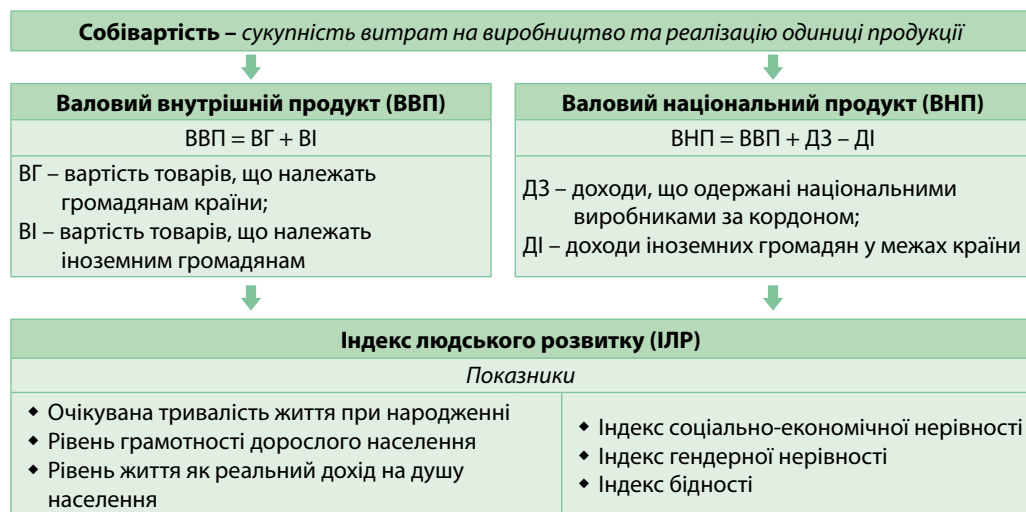 Собівартість – сукупність витрат на виробництво та реалізацію одиниці продукції
Валовий внутрішній продукт (ВВП)
ВВП = ВГ + ВІ
ВГ – вартість товарів, що належать
громадянам країни;
ВІ – вартість товарів, що належать
іноземним громадянам
Валовий національний продукт (ВНП)
ВНП = ВВП + ДЗ – ДІ
ДЗ – доходи, що одержані національними
виробниками за кордоном;
ДІ – доходи іноземних громадян у межах країни
Індекс людського розвитку (ІЛР)
Показники
◆ Очікувана тривалість життя при народженні
◆ Рівень грамотності дорослого населення
◆ Рівень життя як реальний дохід на душу
населення
◆ Індекс соціально-економічної нерівності
◆ Індекс гендерної нерівності
◆ Індекс бідності